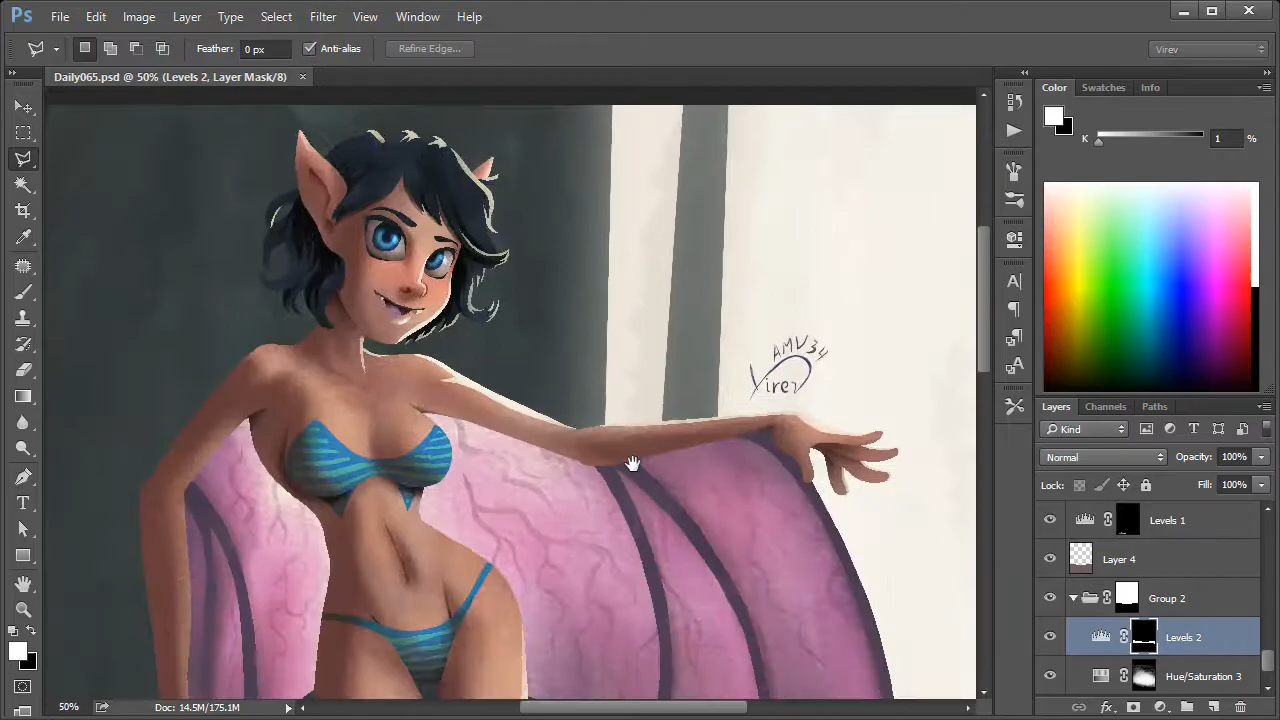 Ps File Edit Image Layer Type Select Filter View Window Help
Feather: 0 px Anti-alias Refine Edge... Virev
Daily065.psd @ 50% (Levels 2, Layer Mask/8) ×
Color Swatches Info
K 1 %
AMV34
Virev
Layers Channels Paths
Kind
Normal Opacity: 100%
Lock: Fill: 100%
Levels 1
Layer 4
Group 2
Levels 2
Hue/Saturation 3
50% Doc: 14.5M/175.1M